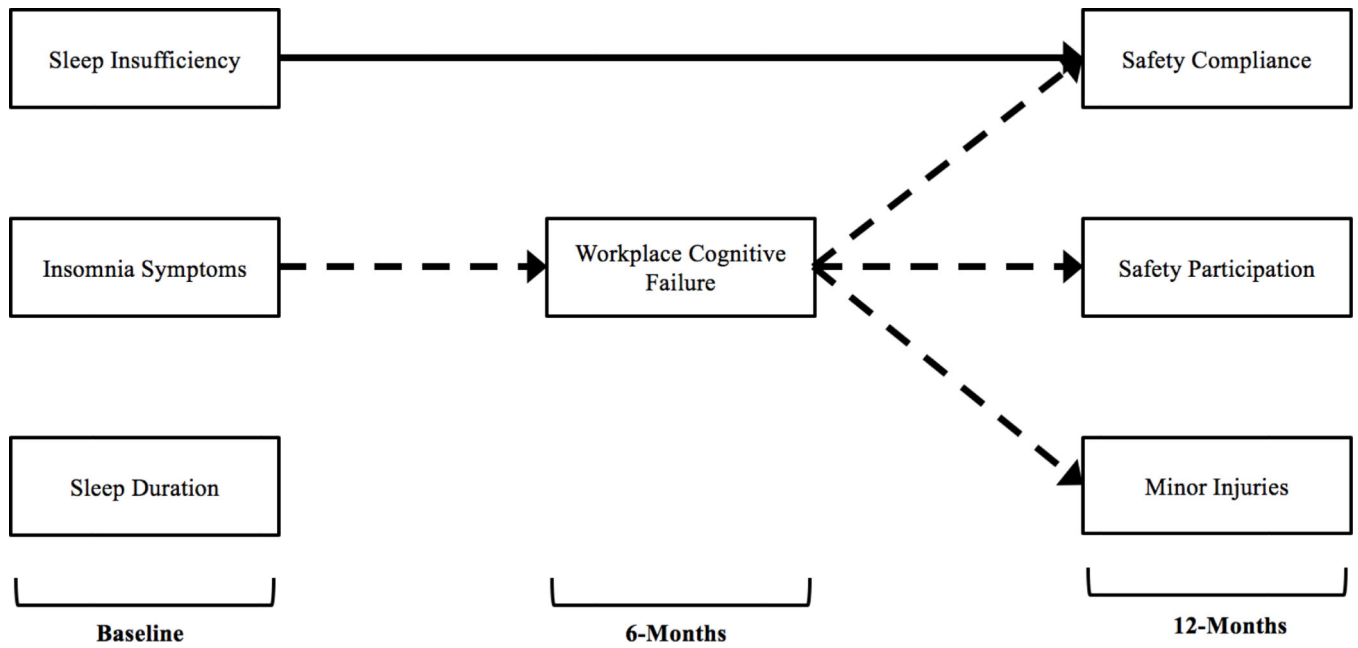 Sleep Insufficiency
Safety Compliance
Insomnia Symptoms
Workplace Cognitive
Failure
Safety Participation
Sleep Duration
Minor Injuries
Baseline
6-Months
12-Months